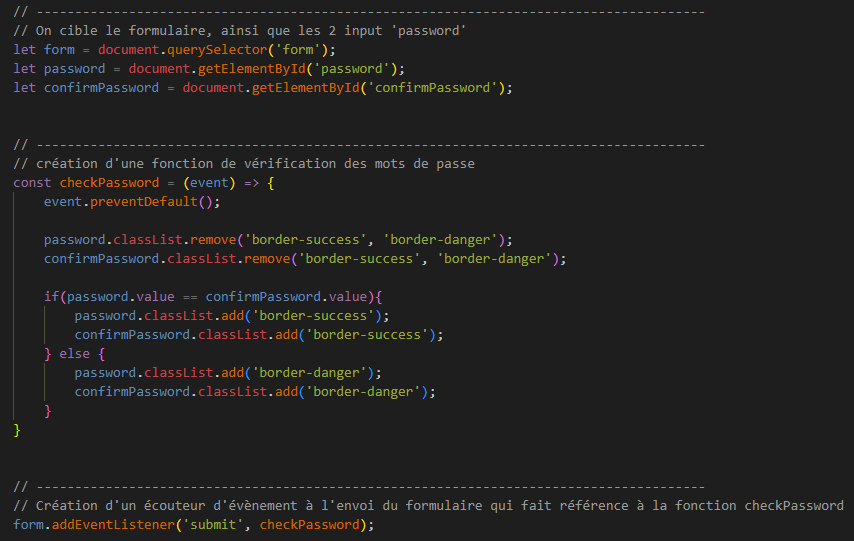 // ---------------------------------------------------------------------------------------
// On cible le formulaire, ainsi que les 2 input 'password'
let form = document.querySelector('form');
let password = document.getElementById('password');
let confirmPassword = document.getElementById('confirmPassword');
// ---------------------------------------------------------------------------------------
// création d'une fonction de vérification des mots de passe
const checkPassword = (event) => {
    event.preventDefault();
    password.classList.remove('border-success', 'border-danger');
    confirmPassword.classList.remove('border-success', 'border-danger');
    if(password.value == confirmPassword.value){
        password.classList.add('border-success');
        confirmPassword.classList.add('border-success');
    } else {
        password.classList.add('border-danger');
        confirmPassword.classList.add('border-danger');
    }
}
// ---------------------------------------------------------------------------------------
// Création d'un écouteur d'évènement à l'envoi du formulaire qui fait référence à la fonction checkPassword
form.addEventListener('submit', checkPassword);